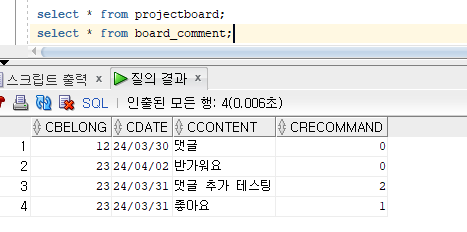 select * from projectboard;
select * from board_comment;
스크립트 출력 × 질의 결과 ×
SQL | 인출된 모든 행: 4(0.006초)
CBELONG CDATE CCONTENT CRECOMMAND
1 12 24/03/30 댓글 0
2 23 24/04/02 반가워요 0
3 23 24/03/31 댓글 추가 테스팅 2
4 23 24/03/31 좋아요 1